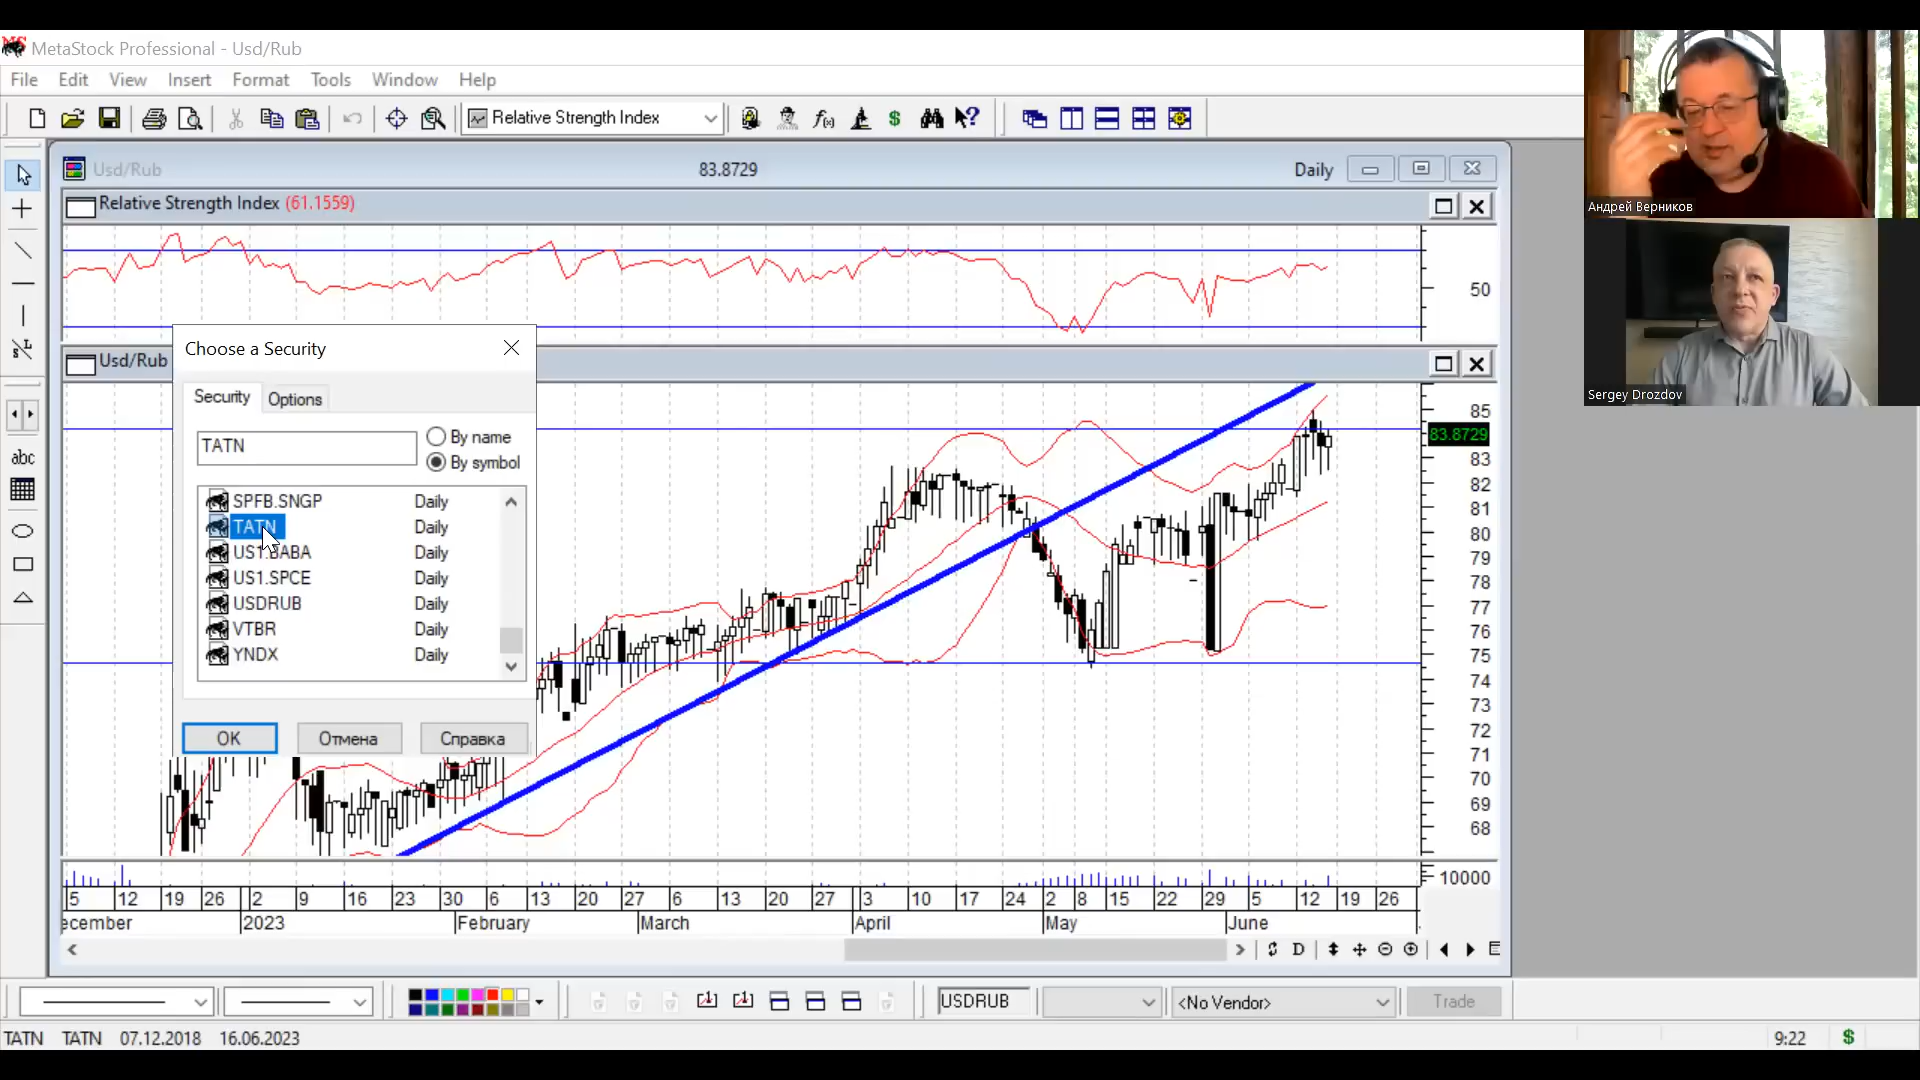 MetaStock Professional - Usd/Rub
File Edit View Insert Format Tools Window Help
Relative Strength Index
Usd/Rub 83.8729 Daily
Relative Strength Index (61.1559)
50
Usd/Rub
Choose a Security
Security Options
TATN
By name
By symbol
SPFB.SNGP Daily
TATN Daily
US1.BABA Daily
US1.SPCE Daily
USDRUB Daily
VTBR Daily
YNDX Daily
OK Отмена Справка
85
83.8729
83
82
81
80
79
78
77
76
75
74
73
72
71
70
69
68
10000
5 12 19 26 2 9 16 23 30 6 13 20 27 6 13 20 27 3 10 17 24 2 8 15 22 29 5 12 19 26
ecember 2023 February March April May June
D
abc
USDRUB <No Vendor> Trade
TATN TATN 07.12.2018 16.06.2023 9:22
Андрей Верников
Sergey Drozdov